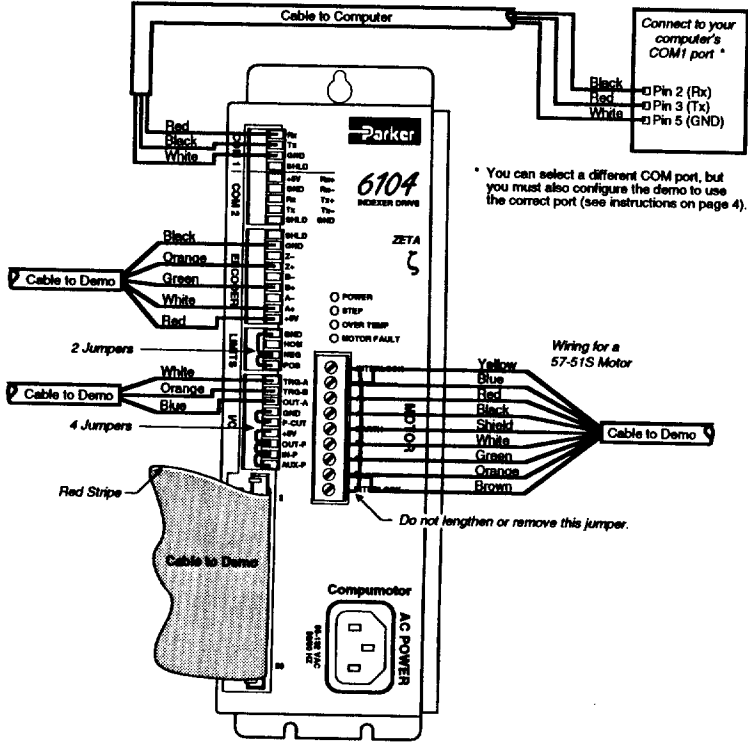 Cable to Computer
Connect to your
computer's
COM1 port *
Black
Red
White
Pin 2 (Rx)
Pin 3 (Tx)
Pin 5 (GND)
* You can select a different COM port, but
you must also configure the demo to use
the correct port (see instructions on page 4).
Red
Black
White
COM 1
COM 2
Rx
Tx
GND
SHLD
+5V Rx+
GND Rx-
Rx Tx+
Tx Tx-
SHLD GND
Parker
6104
INDEXER DRIVE
ZETA
ζ
Cable to Demo
Black
Orange
Green
White
Red
ENCODER
SHLD
GND
Z-
Z+
B-
B+
A-
A+
+5V
POWER
STEP
OVER TEMP
MOTOR FAULT
2 Jumpers
LIMITS
GND
HOM
NEG
POS
Cable to Demo
White
Orange
Blue
4 Jumpers
I/O
TRG-A
TRG-B
OUT-A
GND
P-CUT
+5V
OUT-P
IN-P
AUX-P
Wiring for a
57-51S Motor
MOTOR
Yellow
Blue
Red
Black
Shield
White
Green
Orange
Brown
Cable to Demo
Do not lengthen or remove this jumper.
Red Stripe
Cable to Demo
Compumotor
AC POWER